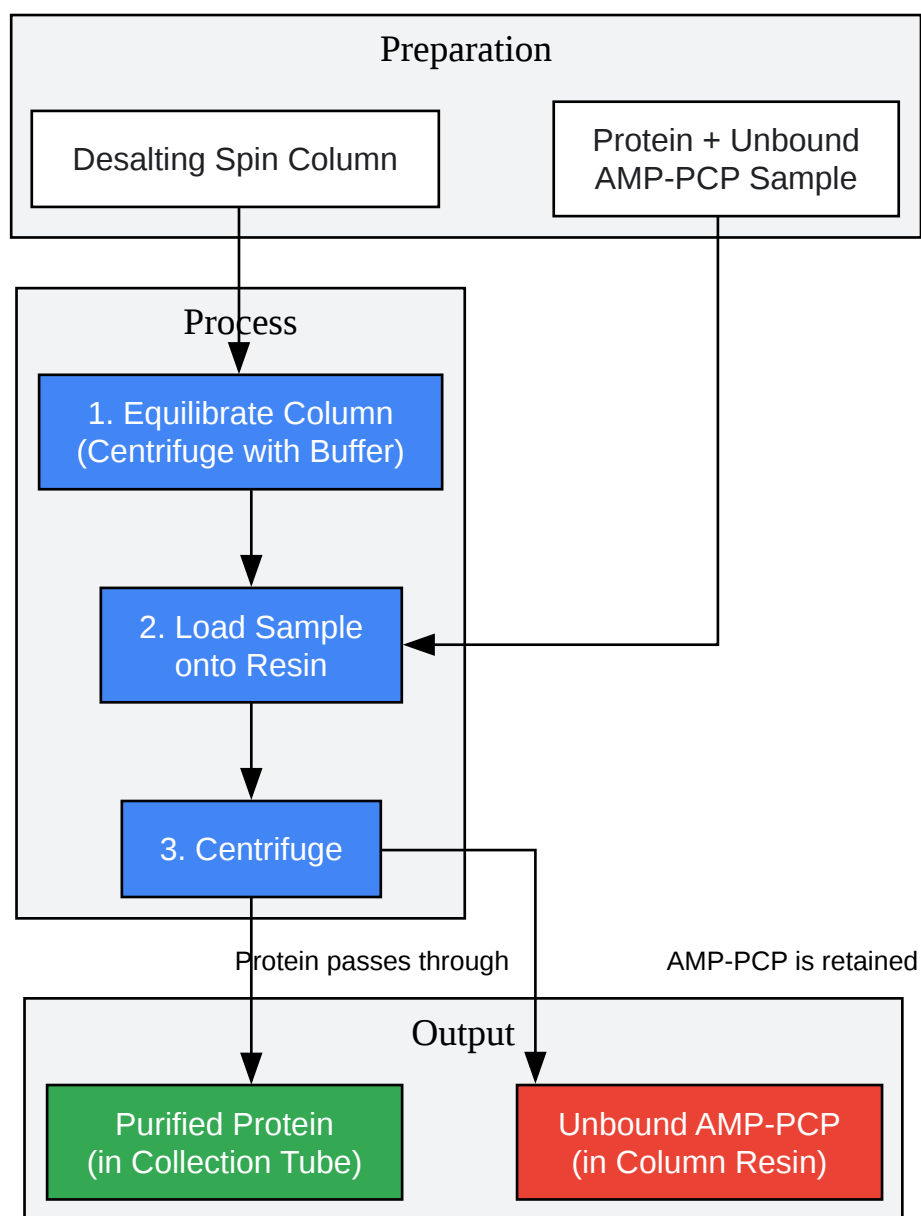 Preparation
Desalting Spin Column
Protein + Unbound
AMP-PCP Sample
Process
1. Equilibrate Column
(Centrifuge with Buffer)
2. Load Sample
onto Resin
3. Centrifuge
Protein passes through
AMP-PCP is retained
Output
Purified Protein
(in Collection Tube)
Unbound AMP-PCP
(in Column Resin)